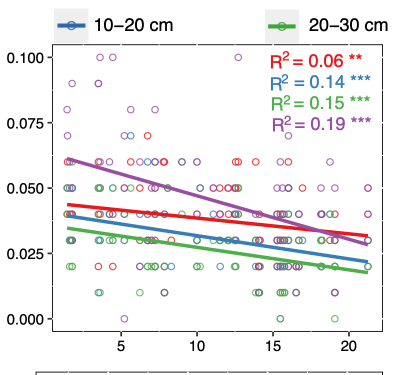 10–20 cm 20–30 cm
0.100
R² = 0.06 **
R² = 0.14 ***
R² = 0.15 ***
0.075
R² = 0.19 ***
0.050
0.025
0.000
5 10 15 20